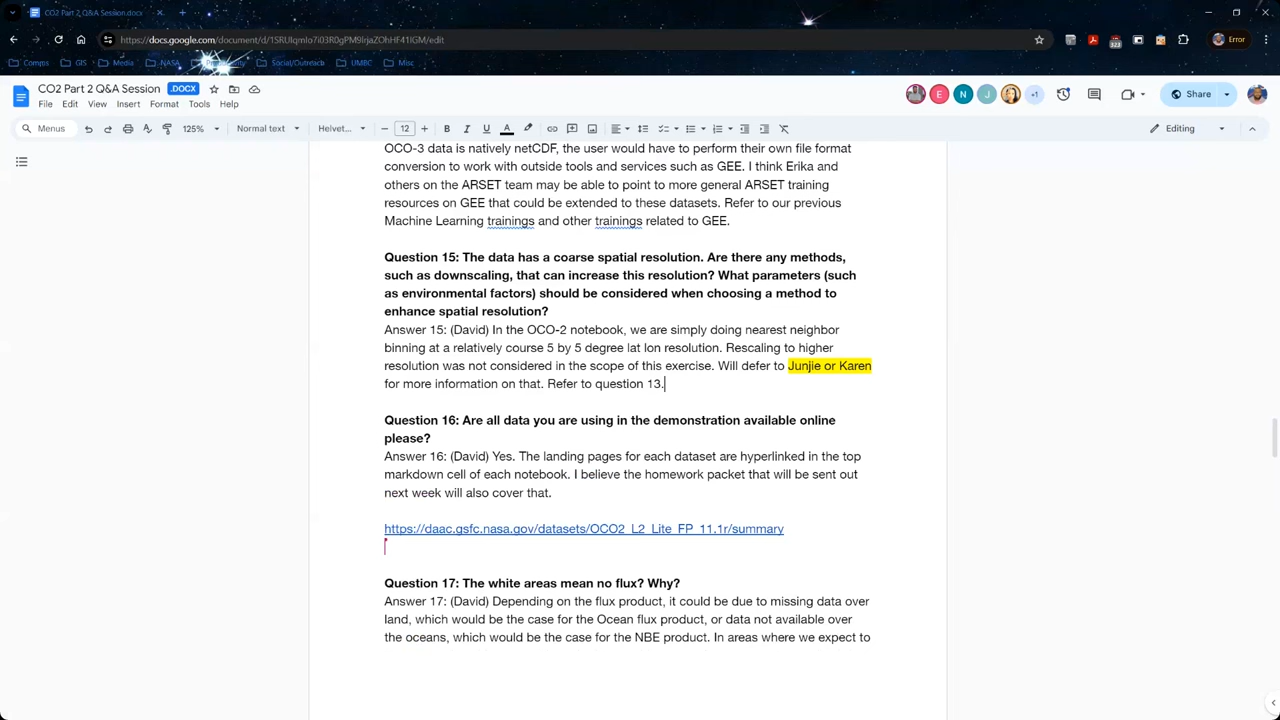 CO2 Part 2 Q&A Session.docx
https://docs.google.com/document/d/1SRUIqmIo7i03R0gPM9IrjaZOhHF41IGM/edit
323
Error
Comps GIS Media NASA Productivity Social/Outreach UMBC Misc
CO2 Part 2 Q&A Session .DOCX
File Edit View Insert Format Tools Help
E N J +1 Share
Menus 125% Normal text Helvet... 12 B I U A Editing
OCO-3 data is natively netCDF, the user would have to perform their own file format
conversion to work with outside tools and services such as GEE. I think Erika and
others on the ARSET team may be able to point to more general ARSET training
resources on GEE that could be extended to these datasets. Refer to our previous
Machine Learning trainings and other trainings related to GEE.
Question 15: The data has a coarse spatial resolution. Are there any methods,
such as downscaling, that can increase this resolution? What parameters (such
as environmental factors) should be considered when choosing a method to
enhance spatial resolution?
Answer 15: (David) In the OCO-2 notebook, we are simply doing nearest neighbor
binning at a relatively course 5 by 5 degree lat lon resolution. Rescaling to higher
resolution was not considered in the scope of this exercise. Will defer to Junjie or Karen
for more information on that. Refer to question 13.
Question 16: Are all data you are using in the demonstration available online
please?
Answer 16: (David) Yes. The landing pages for each dataset are hyperlinked in the top
markdown cell of each notebook. I believe the homework packet that will be sent out
next week will also cover that.
https://daac.gsfc.nasa.gov/datasets/OCO2_L2_Lite_FP_11.1r/summary
Question 17: The white areas mean no flux? Why?
Answer 17: (David) Depending on the flux product, it could be due to missing data over
land, which would be the case for the Ocean flux product, or data not available over
the oceans, which would be the case for the NBE product. In areas where we expect to